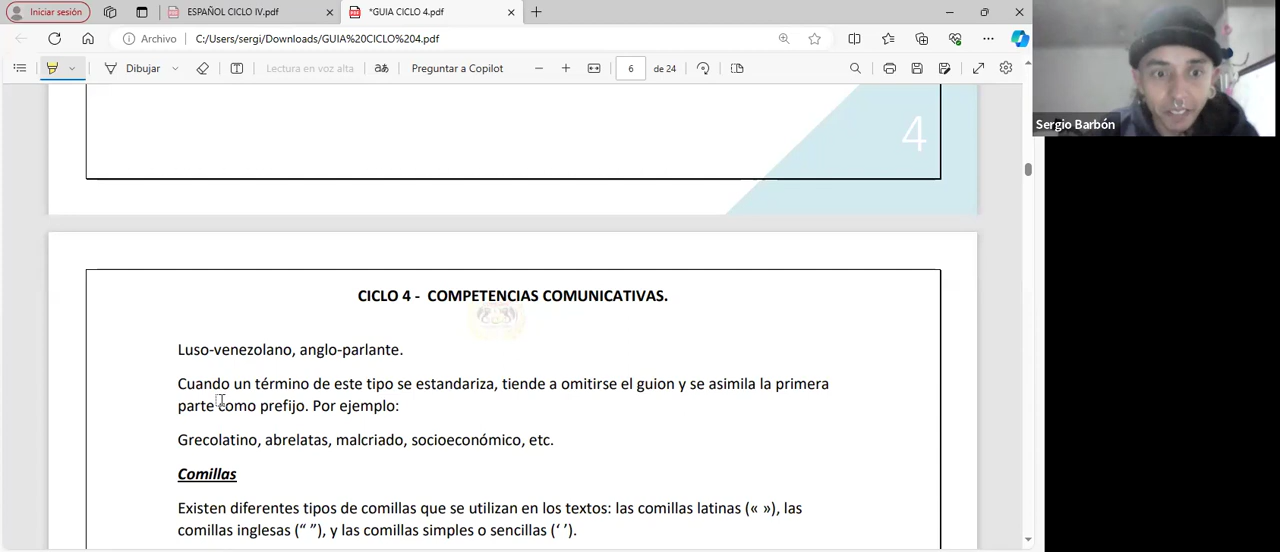 Iniciar sesión
ESPAÑOL CICLO IV.pdf
*GUIA CICLO 4.pdf
Archivo
C:/Users/sergi/Downloads/GUIA%20CICLO%204.pdf
Dibujar
Lectura en voz alta
aあ
Preguntar a Copilot
6
de 24
Sergio Barbón
4
CICLO 4 - COMPETENCIAS COMUNICATIVAS.
Luso-venezolano, anglo-parlante.
Cuando un término de este tipo se estandariza, tiende a omitirse el guion y se asimila la primera
parte como prefijo. Por ejemplo:
Grecolatino, abrelatas, malcriado, socioeconómico, etc.
Comillas
Existen diferentes tipos de comillas que se utilizan en los textos: las comillas latinas (« »), las
comillas inglesas (“ ”), y las comillas simples o sencillas (‘ ’).